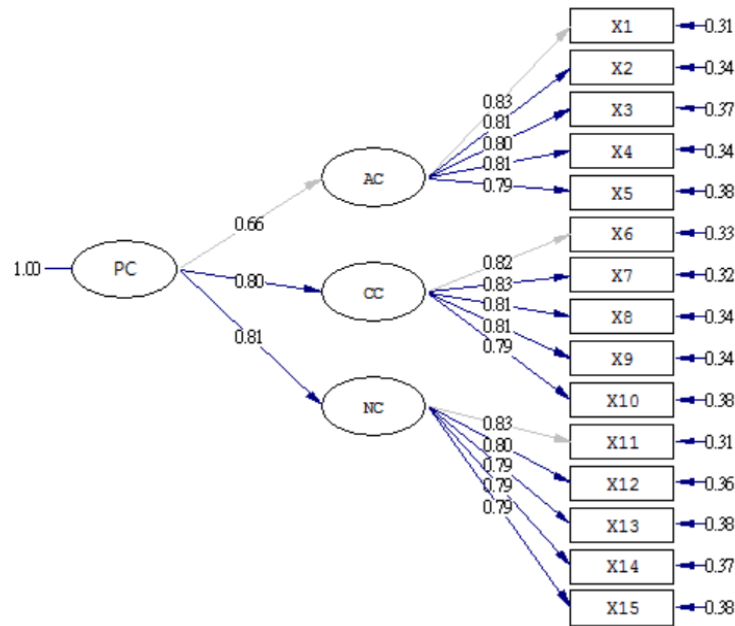 X1 0.31
X2 0.34
0.83
0.81
X3 0.37
0.80
0.81
X4 0.34
AC
0.79
X5 0.38
0.66
X6 0.33
1.00 PC
0.82
0.80
0.83
X7 0.32
CC
0.81
X8 0.34
0.81
0.81
0.79
X9 0.34
NC
X10 0.38
0.83
X11 0.31
0.80
0.79
0.79
X12 0.36
0.79
X13 0.38
X14 0.37
X15 0.38